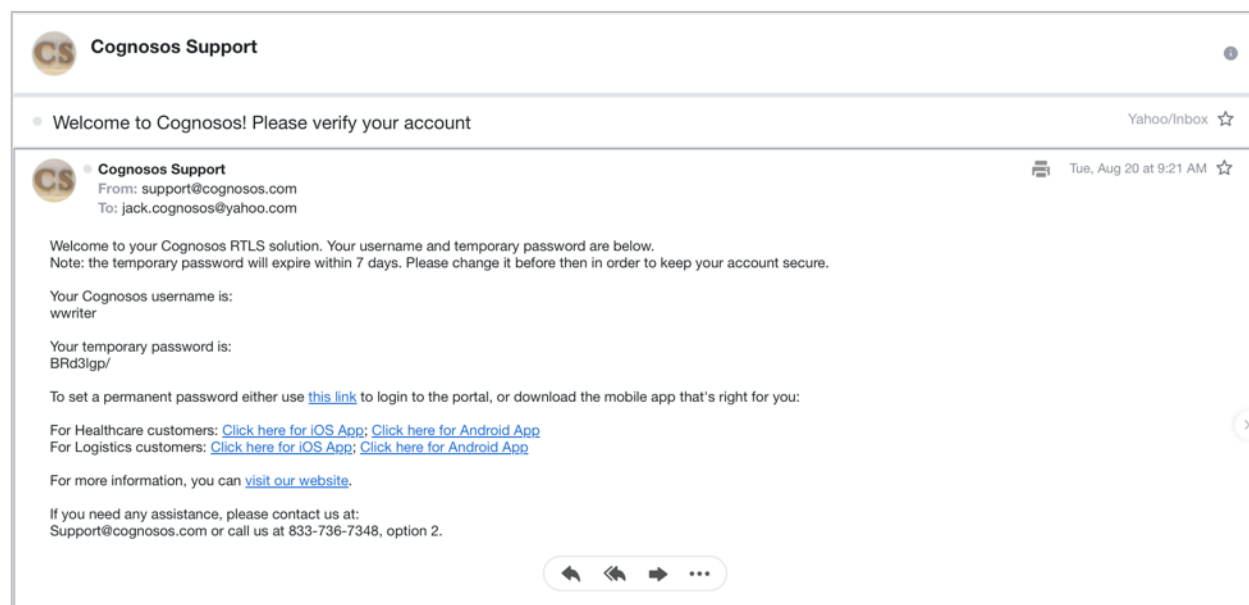 CS Cognosos Support
Welcome to Cognosos! Please verify your account Yahoo/Inbox
CS Cognosos Support Tue, Aug 20 at 9:21 AM
From: support@cognosos.com
To: jack.cognosos@yahoo.com
Welcome to your Cognosos RTLS solution. Your username and temporary password are below.
Note: the temporary password will expire within 7 days. Please change it before then in order to keep your account secure.
Your Cognosos username is:
wwriter
Your temporary password is:
BRd3lgp/
To set a permanent password either use this link to login to the portal, or download the mobile app that's right for you:
For Healthcare customers: Click here for iOS App; Click here for Android App
For Logistics customers: Click here for iOS App; Click here for Android App
For more information, you can visit our website.
If you need any assistance, please contact us at:
Support@cognosos.com or call us at 833-736-7348, option 2.